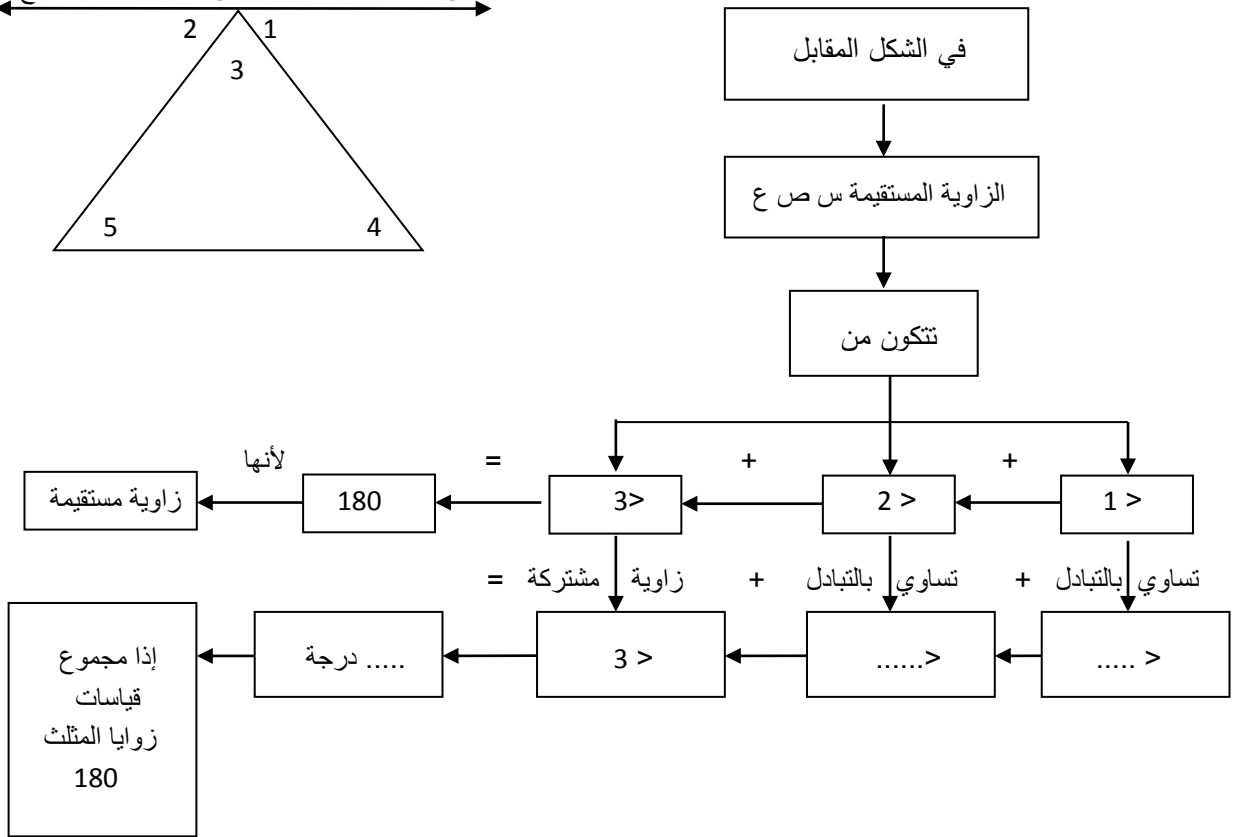 ع
2 1
3
5 4
في الشكل المقابل
الزاوية المستقيمة س ص ع
تتكون من
+ + = لأنها
1 > 2 > 3> 180 زاوية مستقيمة
تساوي بالتبادل + تساوي بالتبادل + زاوية مشتركة =
..... > ......> 3 > ..... درجة
إذا مجموع
قياسات
زوايا المثلث
180